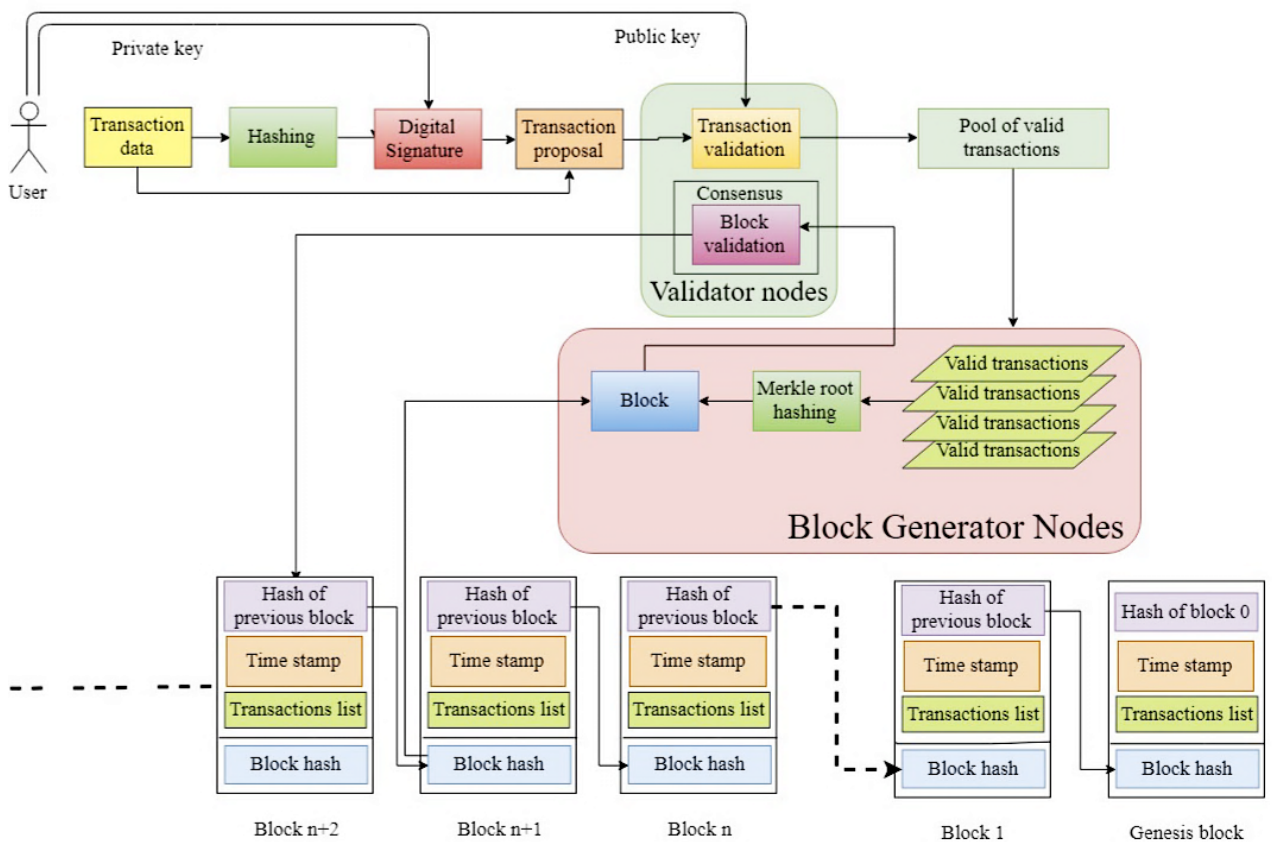 Private key
Public key
User
Transaction
data
Hashing
Digital
Signature
Transaction
proposal
Transaction
validation
Pool of valid
transactions
Consensus
Block
validation
Validator nodes
Block
Merkle root
hashing
Valid transactions
Valid transactions
Valid transactions
Valid transactions
Block Generator Nodes
Hash of
previous block
Time stamp
Transactions list
Block hash
Block n+2
Hash of
previous block
Time stamp
Transactions list
Block hash
Block n+1
Hash of
previous block
Time stamp
Transactions list
Block hash
Block n
Hash of
previous block
Time stamp
Transactions list
Block hash
Block 1
Hash of block 0
Time stamp
Transactions list
Block hash
Genesis block